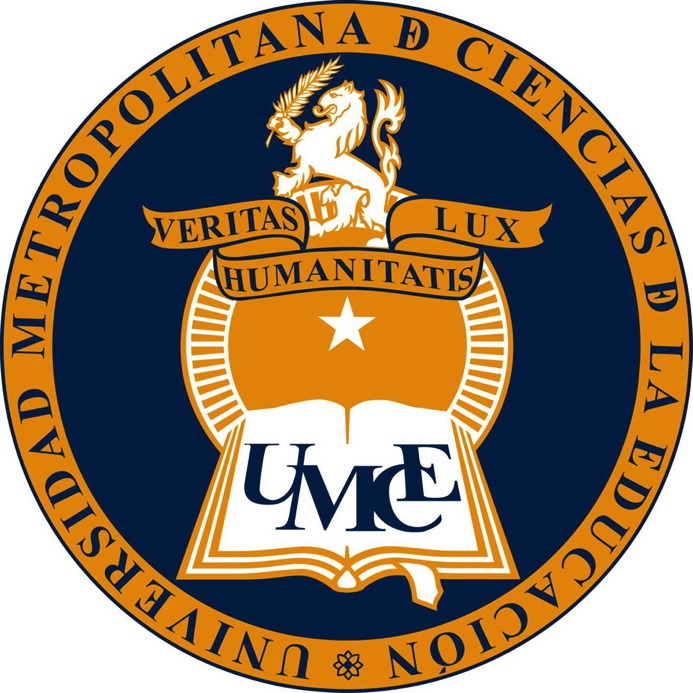 UNIVERSIDAD METROPOLITANA DE CIENCIAS DE LA EDUCACIÓN
VERITAS LUX
HUMANITATIS
UMCE